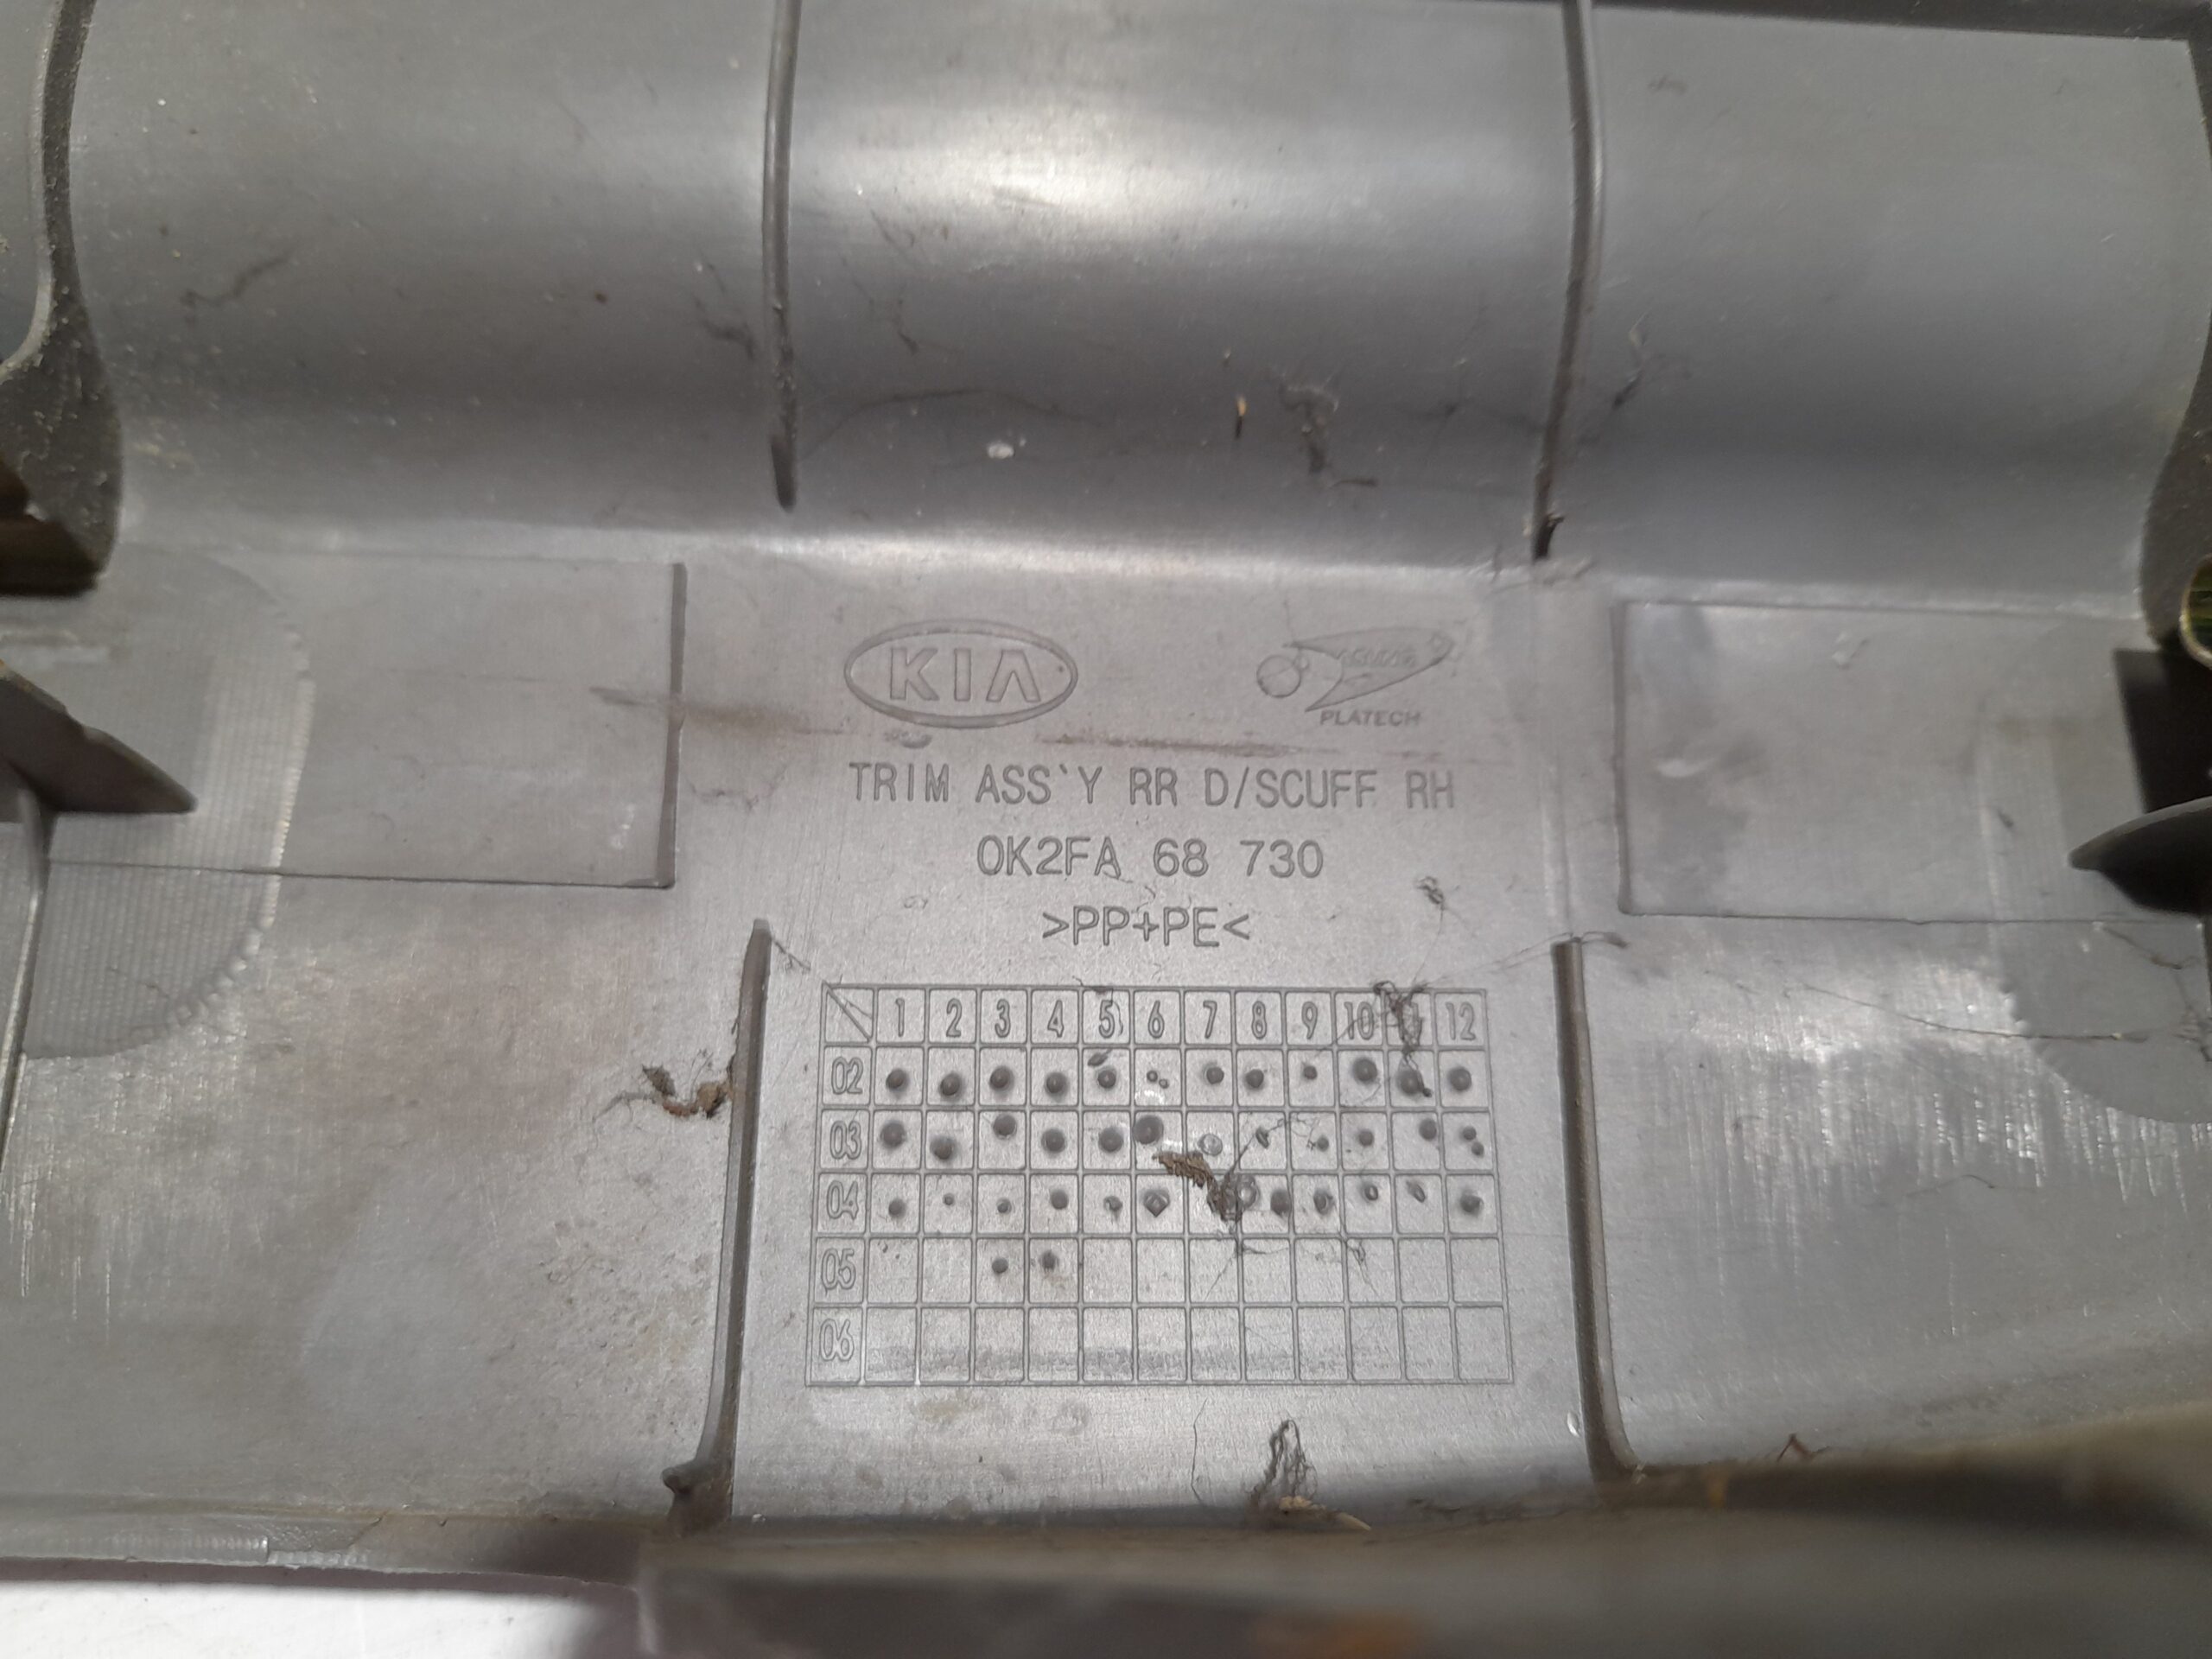 KIA
PLATECH
TRIM ASS`Y RR D/SCUFF RH
0K2FA 68 730
>PP+PE<
1 2 3 4 5 6 7 8 9 10 11 12
02
03
04
05
06